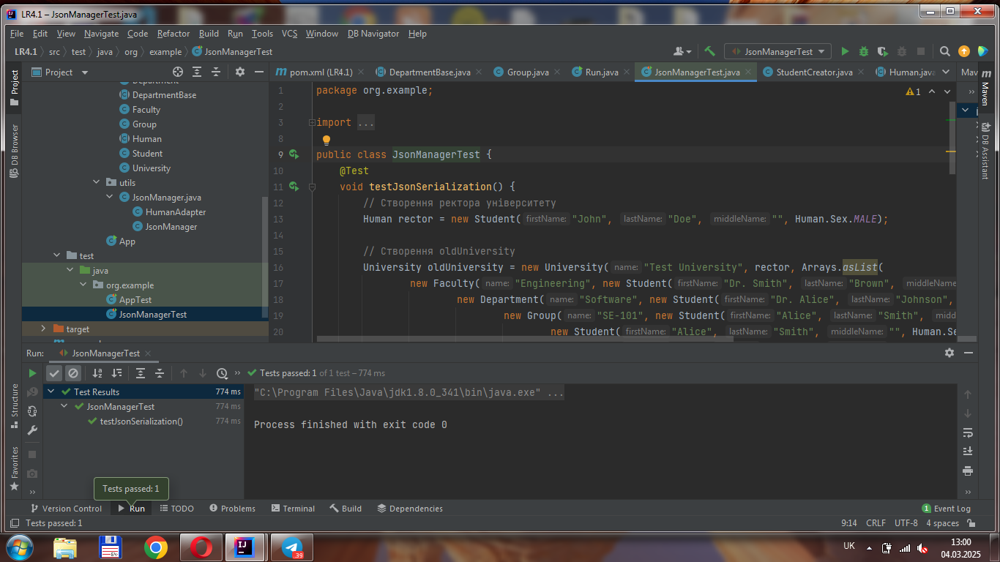 LR4.1 – JsonManagerTest.java
File Edit View Navigate Code Refactor Build Run Tools VCS Window DB Navigator Help
LR4.1 src test java org example JsonManagerTest
JsonManagerTest
Project
pom.xml (LR4.1) DepartmentBase.java Group.java Run.java JsonManagerTest.java StudentCreator.java Human.java Mav
Project
DB Browser
Structure
Favorites
Maven
DB Assistant
Department
DepartmentBase
Faculty
Group
Human
Student
University
utils
JsonManager.java
HumanAdapter
JsonManager
App
test
java
org.example
AppTest
JsonManagerTest
target
1 package org.example;
2
3 import ...
8
9 public class JsonManagerTest {
10 @Test
11 void testJsonSerialization() {
12 // Створення ректора університету
13 Human rector = new Student( firstName: "John", lastName: "Doe", middleName: "", Human.Sex.MALE);
14
15 // Створення oldUniversity
16 University oldUniversity = new University( name: "Test University", rector, Arrays.asList(
17 new Faculty( name: "Engineering", new Student( firstName: "Dr. Smith", lastName: "Brown", middleName
18 new Department( name: "Software", new Student( firstName: "Dr. Alice", lastName: "Johnson",
19 new Group( name: "SE-101", new Student( firstName: "Alice", lastName: "Smith", midd
20 new Student( firstName: "Alice", lastName: "Smith", middleName: "", Human.Se
1
Run: JsonManagerTest
Tests passed: 1 of 1 test – 774 ms
Test Results 774 ms
JsonManagerTest 774 ms
testJsonSerialization() 774 ms
"C:\Program Files\Java\jdk1.8.0_341\bin\java.exe" ...
Process finished with exit code 0
Tests passed: 1
Version Control Run TODO Problems Terminal Build Dependencies 1 Event Log
Tests passed: 1
9:14 CRLF UTF-8 4 spaces
64
IJ
.39
UK
13:00
04.03.2025